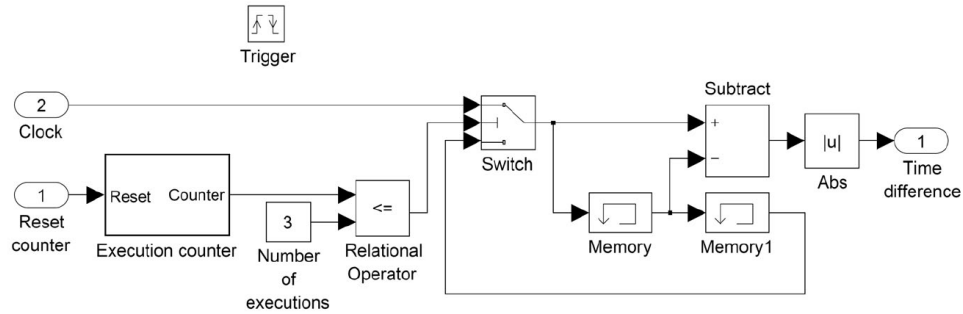 Trigger
Subtract
2
Clock
+
−
|u|
1
Switch
Abs
Time
difference
1
Reset
counter
Reset Counter
Execution counter
3
Number
of
executions
<=
Relational
Operator
Memory
Memory1